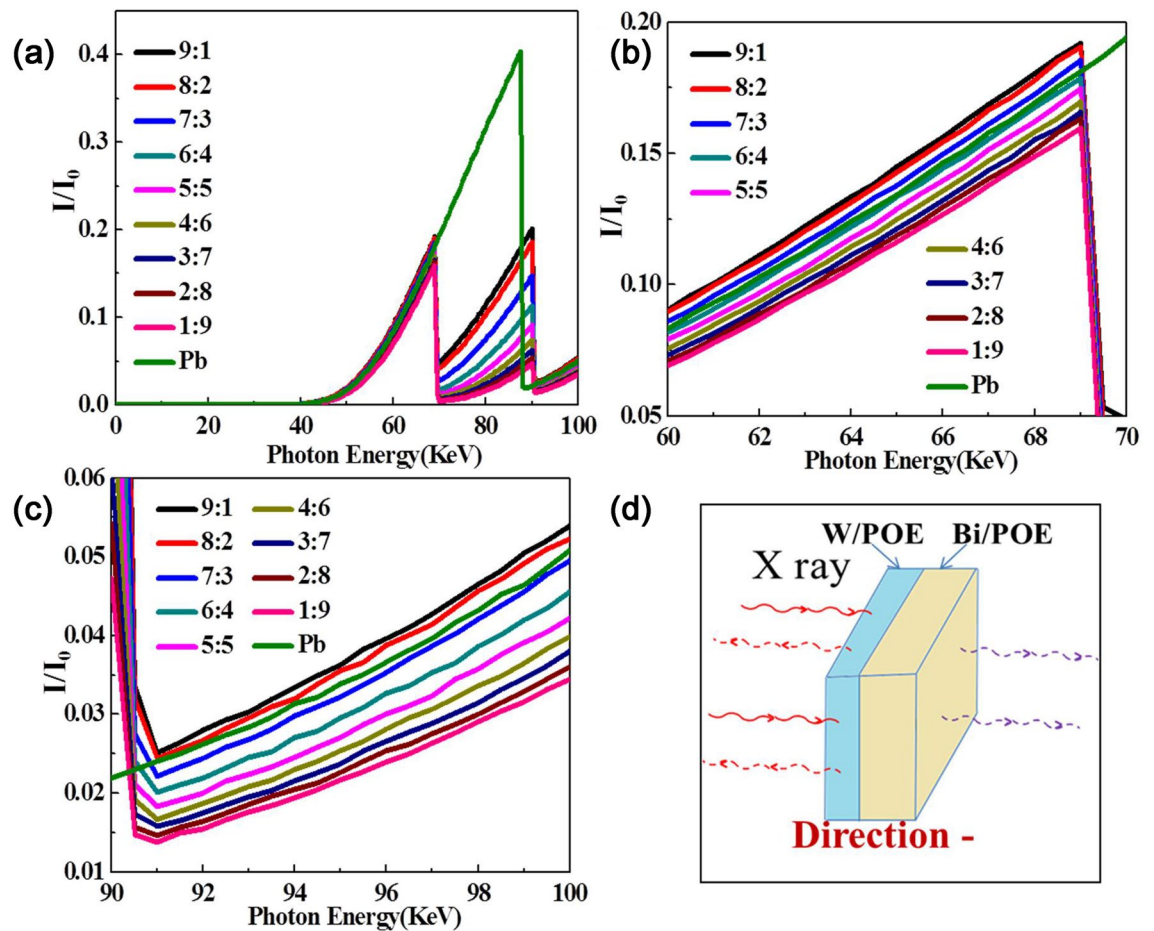 (a)
9:1
8:2
7:3
6:4
5:5
4:6
3:7
2:8
1:9
Pb
I/I0
0.4
0.3
0.2
0.1
0.0
0 20 40 60 80 100
Photon Energy(KeV)
(b)
9:1
8:2
7:3
6:4
5:5
4:6
3:7
2:8
1:9
Pb
I/I0
0.20
0.15
0.10
0.05
60 62 64 66 68 70
Photon Energy(KeV)
(c)
9:1 4:6
8:2 3:7
7:3 2:8
6:4 1:9
5:5 Pb
I/I0
0.06
0.05
0.04
0.03
0.02
0.01
90 92 94 96 98 100
Photon Energy(KeV)
(d)
W/POE Bi/POE
X ray
Direction -